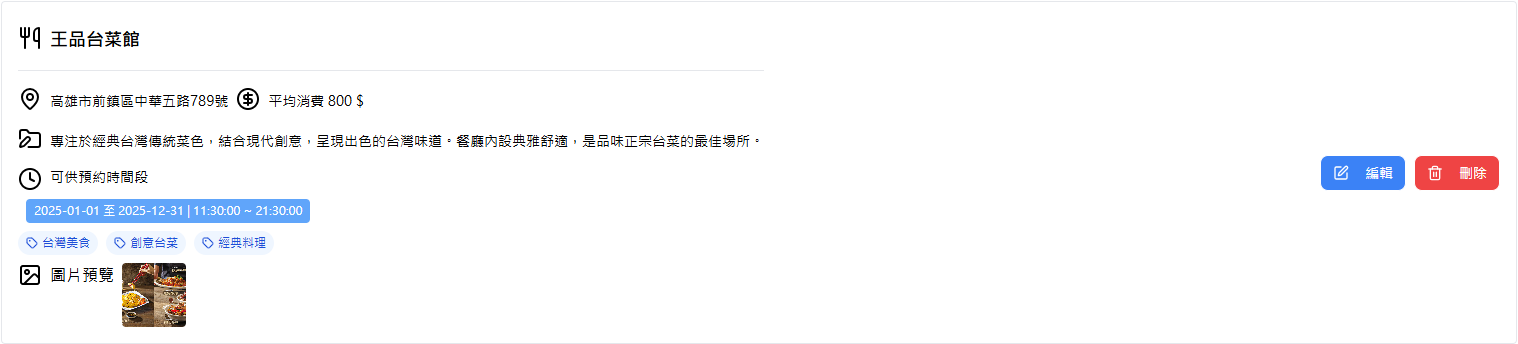 王品台菜館
高雄市前鎮區中華五路789號 平均消費 800 $
專注於經典台灣傳統菜色，結合現代創意，呈現出色的台灣味道。餐廳內設典雅舒適，是品味正宗台菜的最佳場所。
可供預約時間段
編輯 刪除
2025-01-01 至 2025-12-31 | 11:30:00 ~ 21:30:00
台灣美食 創意台菜 經典料理
圖片預覽